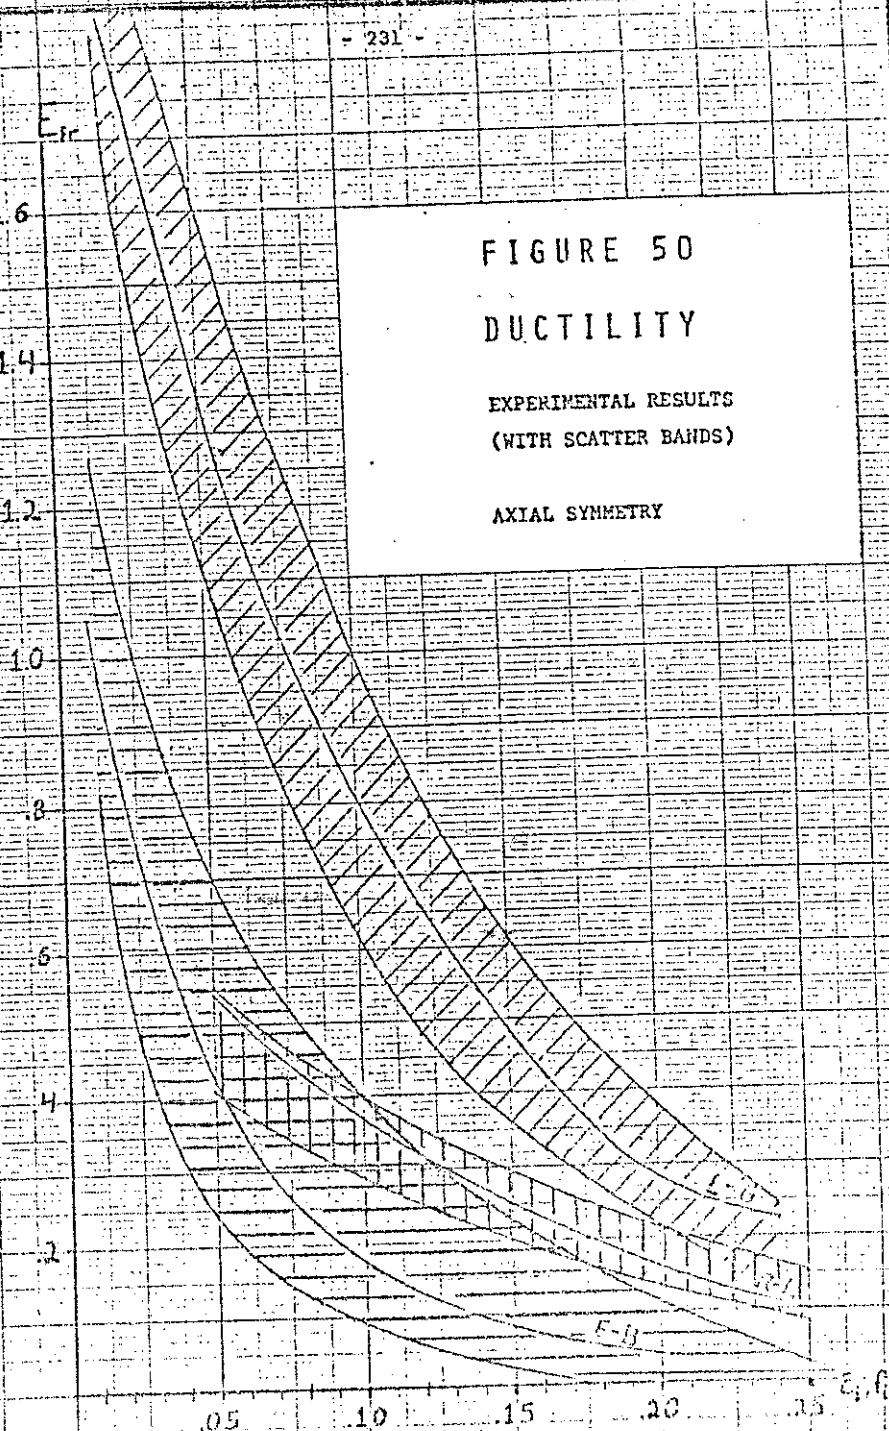 - 231 -
FIGURE 50
DUCTILITY
EXPERIMENTAL RESULTS
(WITH SCATTER BANDS)
AXIAL SYMMETRY
1.6
1.4
1.2
1.0
.8
.6
.4
.2
E-B
.05
.10
.15
.20
.25